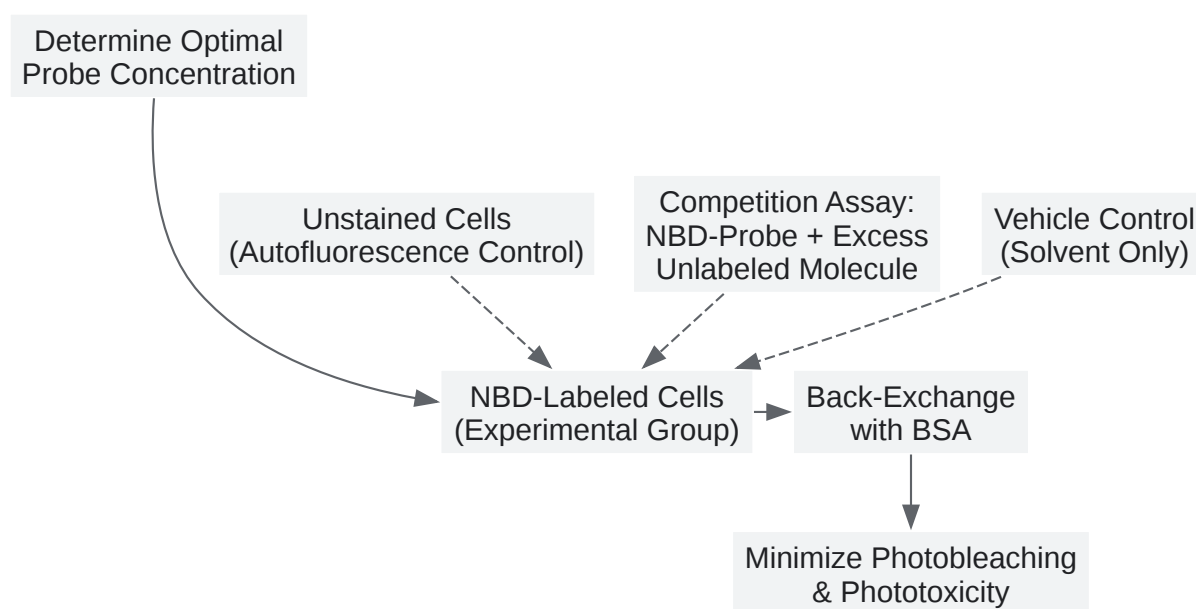 Determine Optimal
Probe Concentration
Unstained Cells
(Autofluorescence Control)
Competition Assay:
NBD-Probe + Excess
Unlabeled Molecule
Vehicle Control
(Solvent Only)
NBD-Labeled Cells
(Experimental Group)
Back-Exchange
with BSA
Minimize Photobleaching
& Phototoxicity